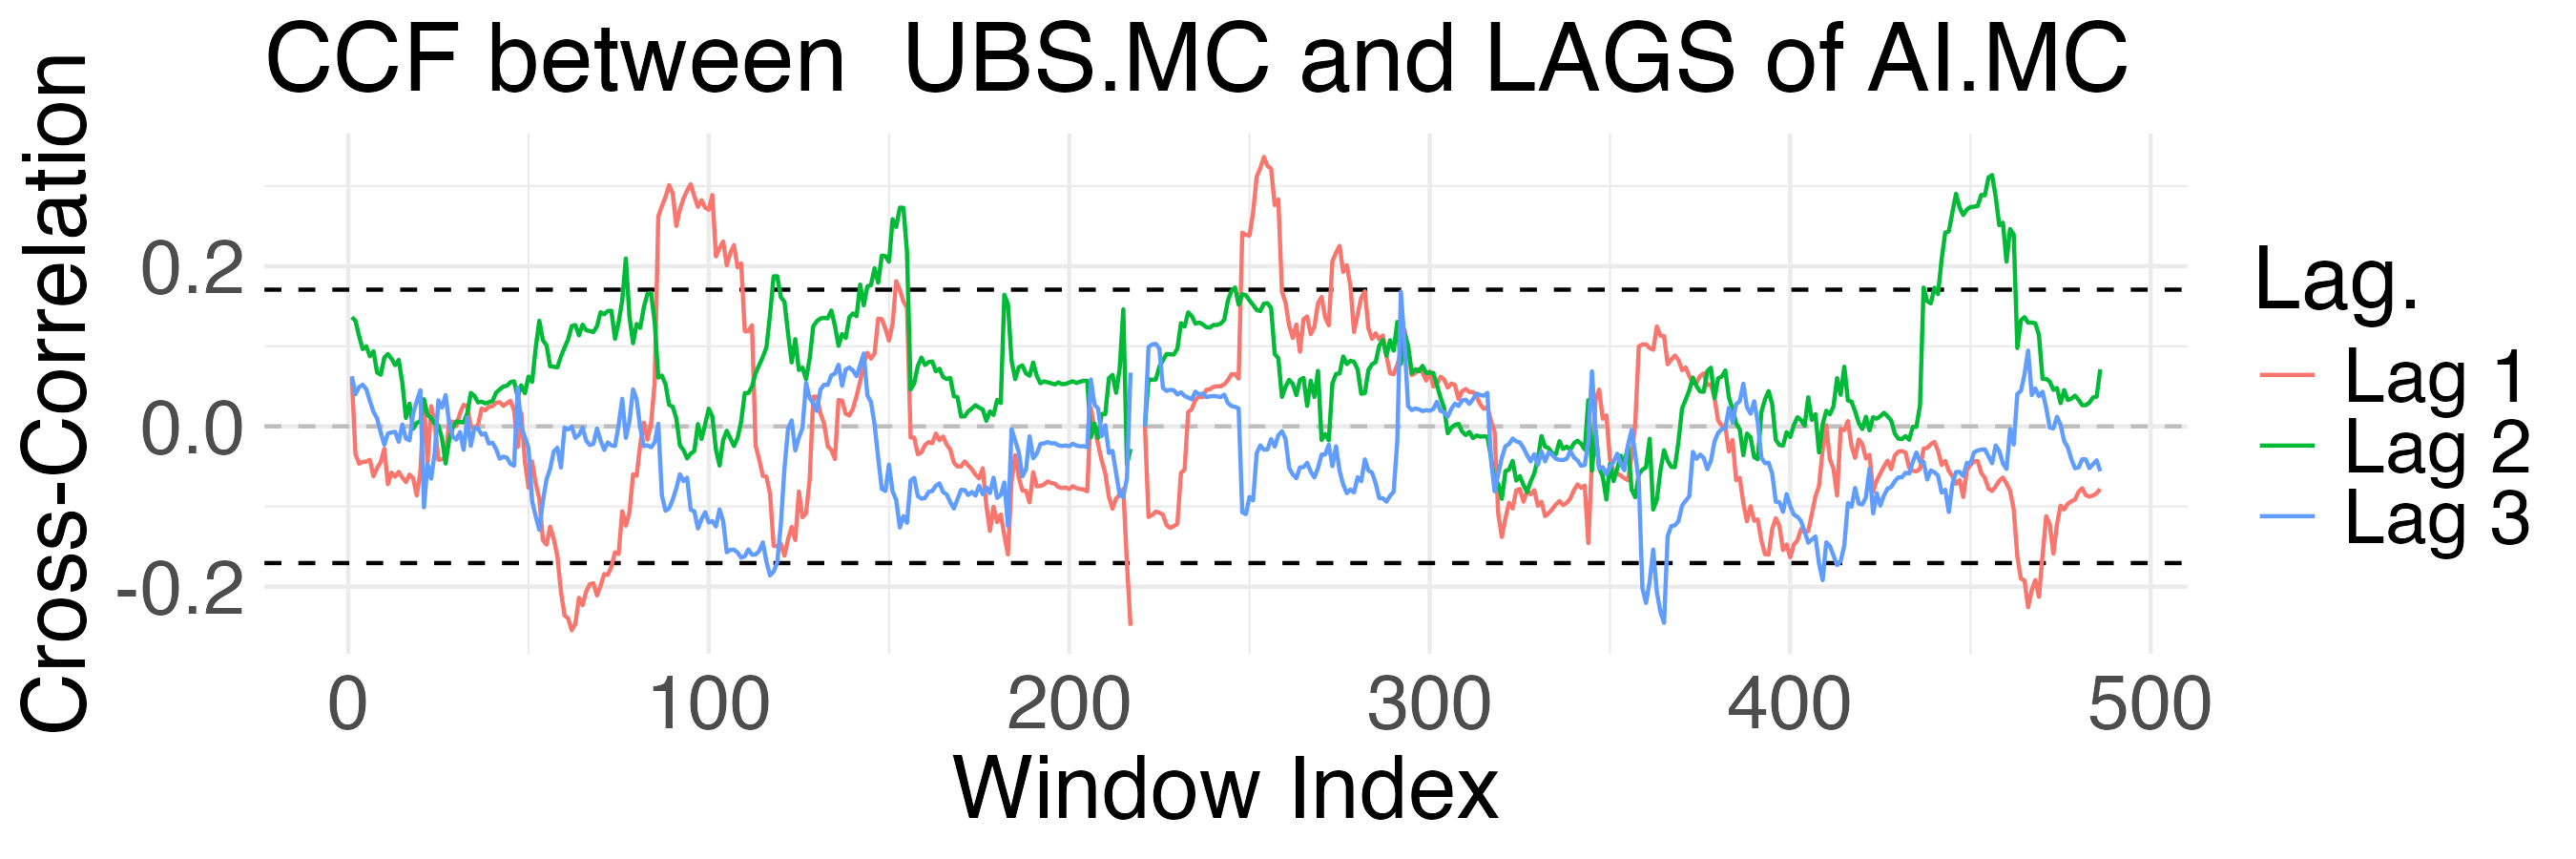 CCF between  UBS.MC and LAGS of AI.MC
Cross-Correlation
0.2
0.0
-0.2
0
100
200
300
400
500
Window Index
Lag.
Lag 1
Lag 2
Lag 3